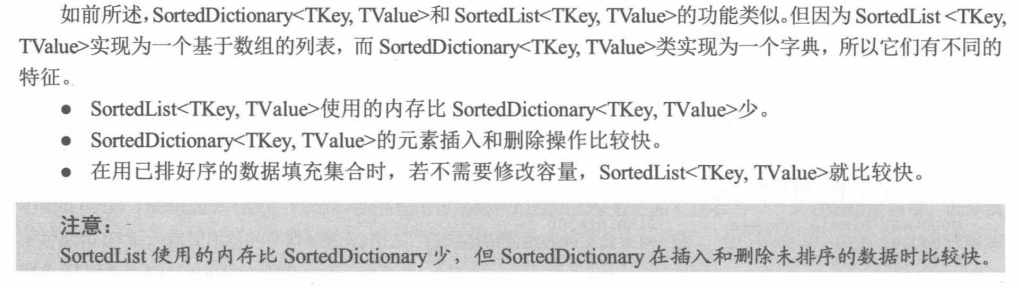 如前所述,SortedDictionary<TKey, TValue>和 SortedList<TKey, TValue>的功能类似。但因为 SortedList <TKey,
TValue>实现为一个基于数组的列表，而 SortedDictionary<TKey, TValue>类实现为一个字典，所以它们有不同的
特征。
● SortedList<TKey, TValue>使用的内存比 SortedDictionary<TKey, TValue>少。
● SortedDictionary<TKey, TValue>的元素插入和删除操作比较快。
● 在用已排好序的数据填充集合时，若不需要修改容量，SortedList<TKey, TValue>就比较快。
注意：
SortedList 使用的内存比 SortedDictionary 少，但 SortedDictionary 在插入和删除未排序的数据时比较快。